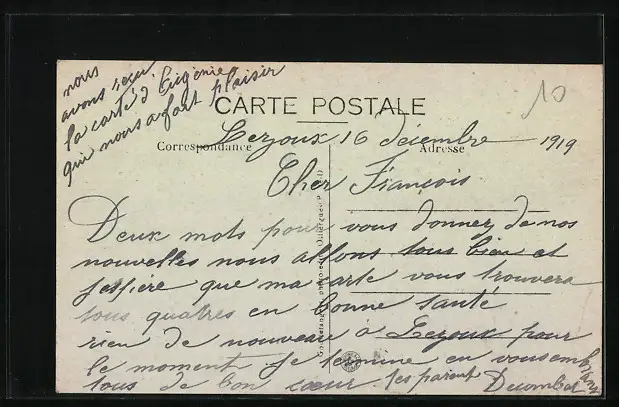 nous
avons reçu
la carte d'Eugénie
qui nous a fait plaisir
CARTE POSTALE
Correspondance
Adresse
Lezoux 16 décembre 1919
Cher François
Deux mots pour vous donnez de nos
nouvelles nous allons tous bien et
j'espère que ma carte vous trouvera
tous quatres en bonne santé
rien de nouveau a Lezoux pour
le moment je termine en vous embrassant
tous de bon cœur. tes parents